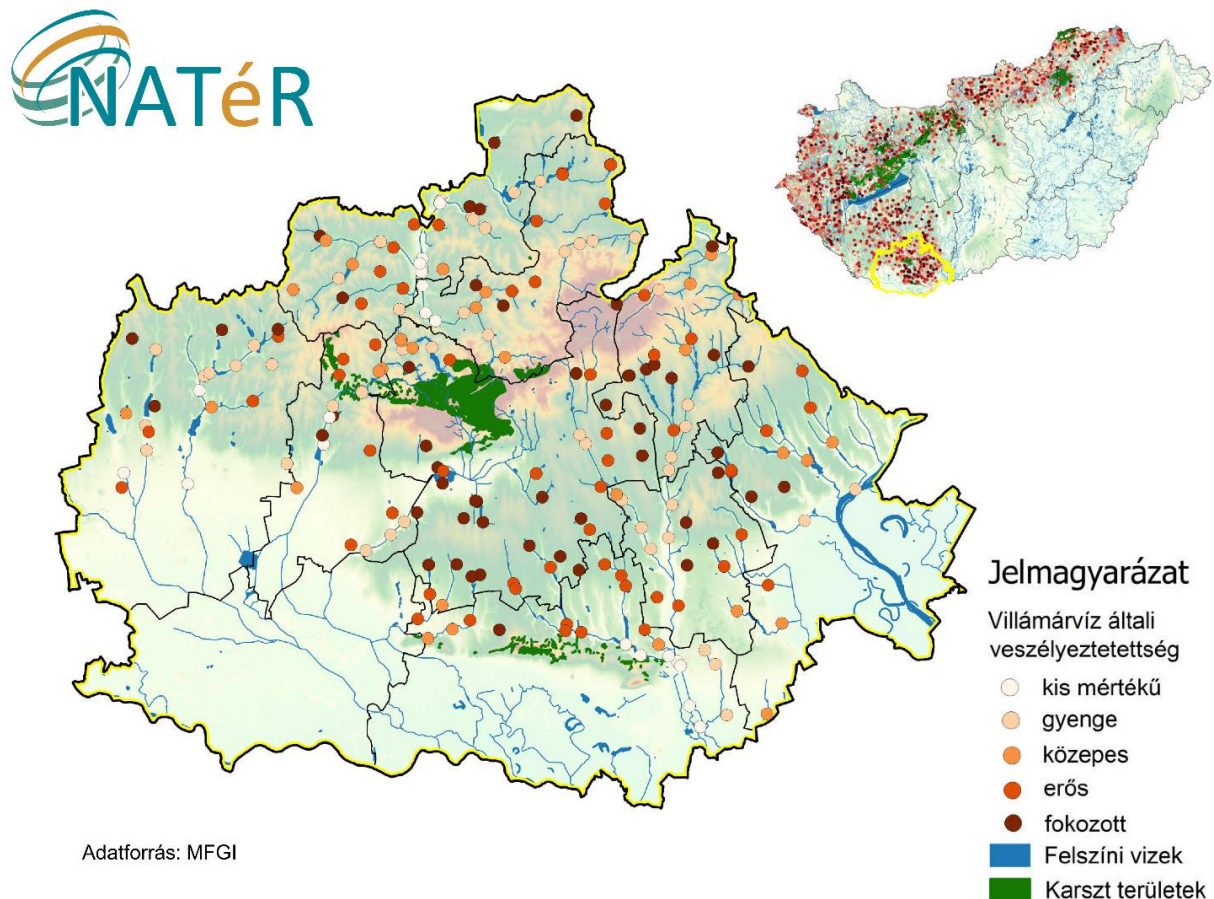 NATéR
Jelmagyarázat
Villámárvíz általi
veszélyeztetettség
kis mértékű
gyenge
közepes
erős
fokozott
Felszíni vizek
Karszt területek
Adatforrás: MFGI